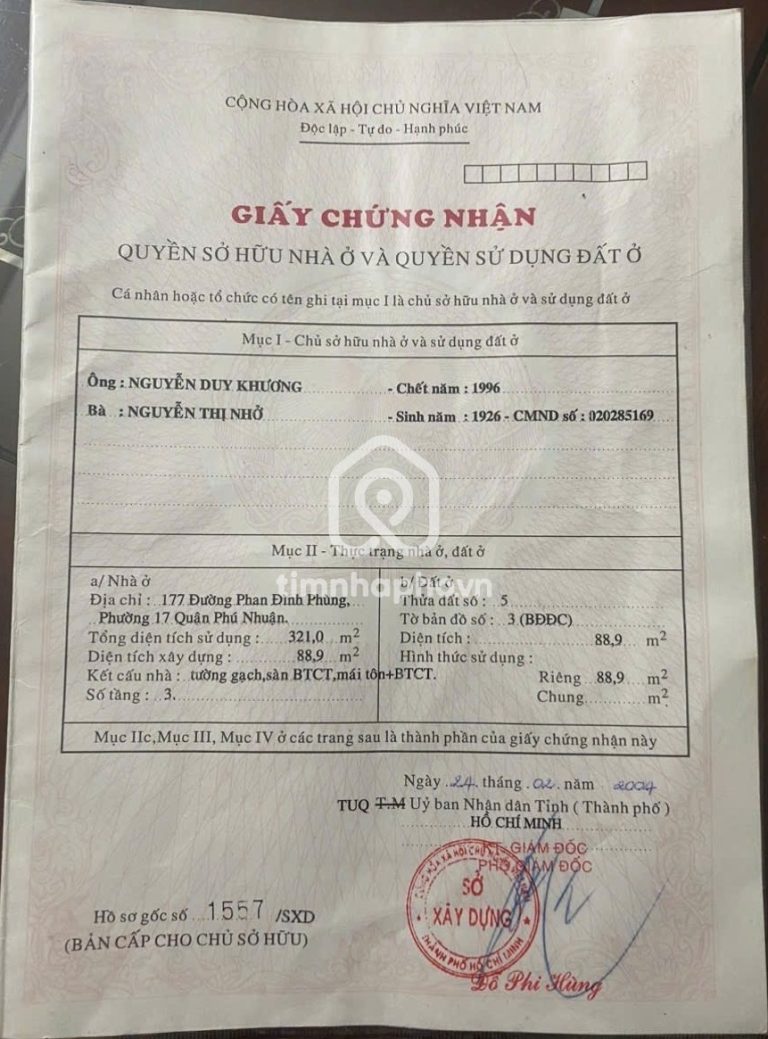 CỘNG HÒA XÃ HỘI CHỦ NGHĨA VIỆT NAM
Độc lập - Tự do - Hạnh phúc
GIẤY CHỨNG NHẬN
QUYỀN SỞ HỮU NHÀ Ở VÀ QUYỀN SỬ DỤNG ĐẤT Ở
Cá nhân hoặc tổ chức có tên ghi tại mục I là chủ sở hữu nhà ở và sử dụng đất ở
Mục I - Chủ sở hữu nhà ở và sử dụng đất ở
Ông : NGUYỄN DUY KHƯƠNG - Chết năm : 1996
Bà : NGUYỄN THỊ NHỞ - Sinh năm : 1926 - CMND số : 020285169
Mục II - Thực trạng nhà ở, đất ở
timnhapho.vn
a/ Nhà ở
Địa chỉ : 177 Đường Phan Đình Phùng,
Phường 17 Quận Phú Nhuận.
Tổng diện tích sử dụng : 321,0 m2
Diện tích xây dựng : 88,9 m2
Kết cấu nhà : tường gạch,sàn BTCT,mái tôn+BTCT.
Số tầng : 3.
b/ Đất ở
Thửa đất số : 5
Tờ bản đồ số : 3 (BĐĐC)
Diện tích : 88,9 m2
Hình thức sử dụng :
Riêng 88,9 m2
Chung m2
Mục IIc,Mục III, Mục IV ở các trang sau là thành phần của giấy chứng nhận này
Ngày 24 tháng 02 năm 2004
TUQ T.M Uỷ ban Nhân dân Tỉnh ( Thành phố )
HỒ CHÍ MINH
KT. GIÁM ĐỐC
PHÓ GIÁM ĐỐC
SỞ
XÂY DỰNG
THÀNH PHỐ HỒ CHÍ MINH
Đỗ Phi Hùng
Hồ sơ gốc số 1557 /SXD
(BẢN CẤP CHO CHỦ SỞ HỮU)